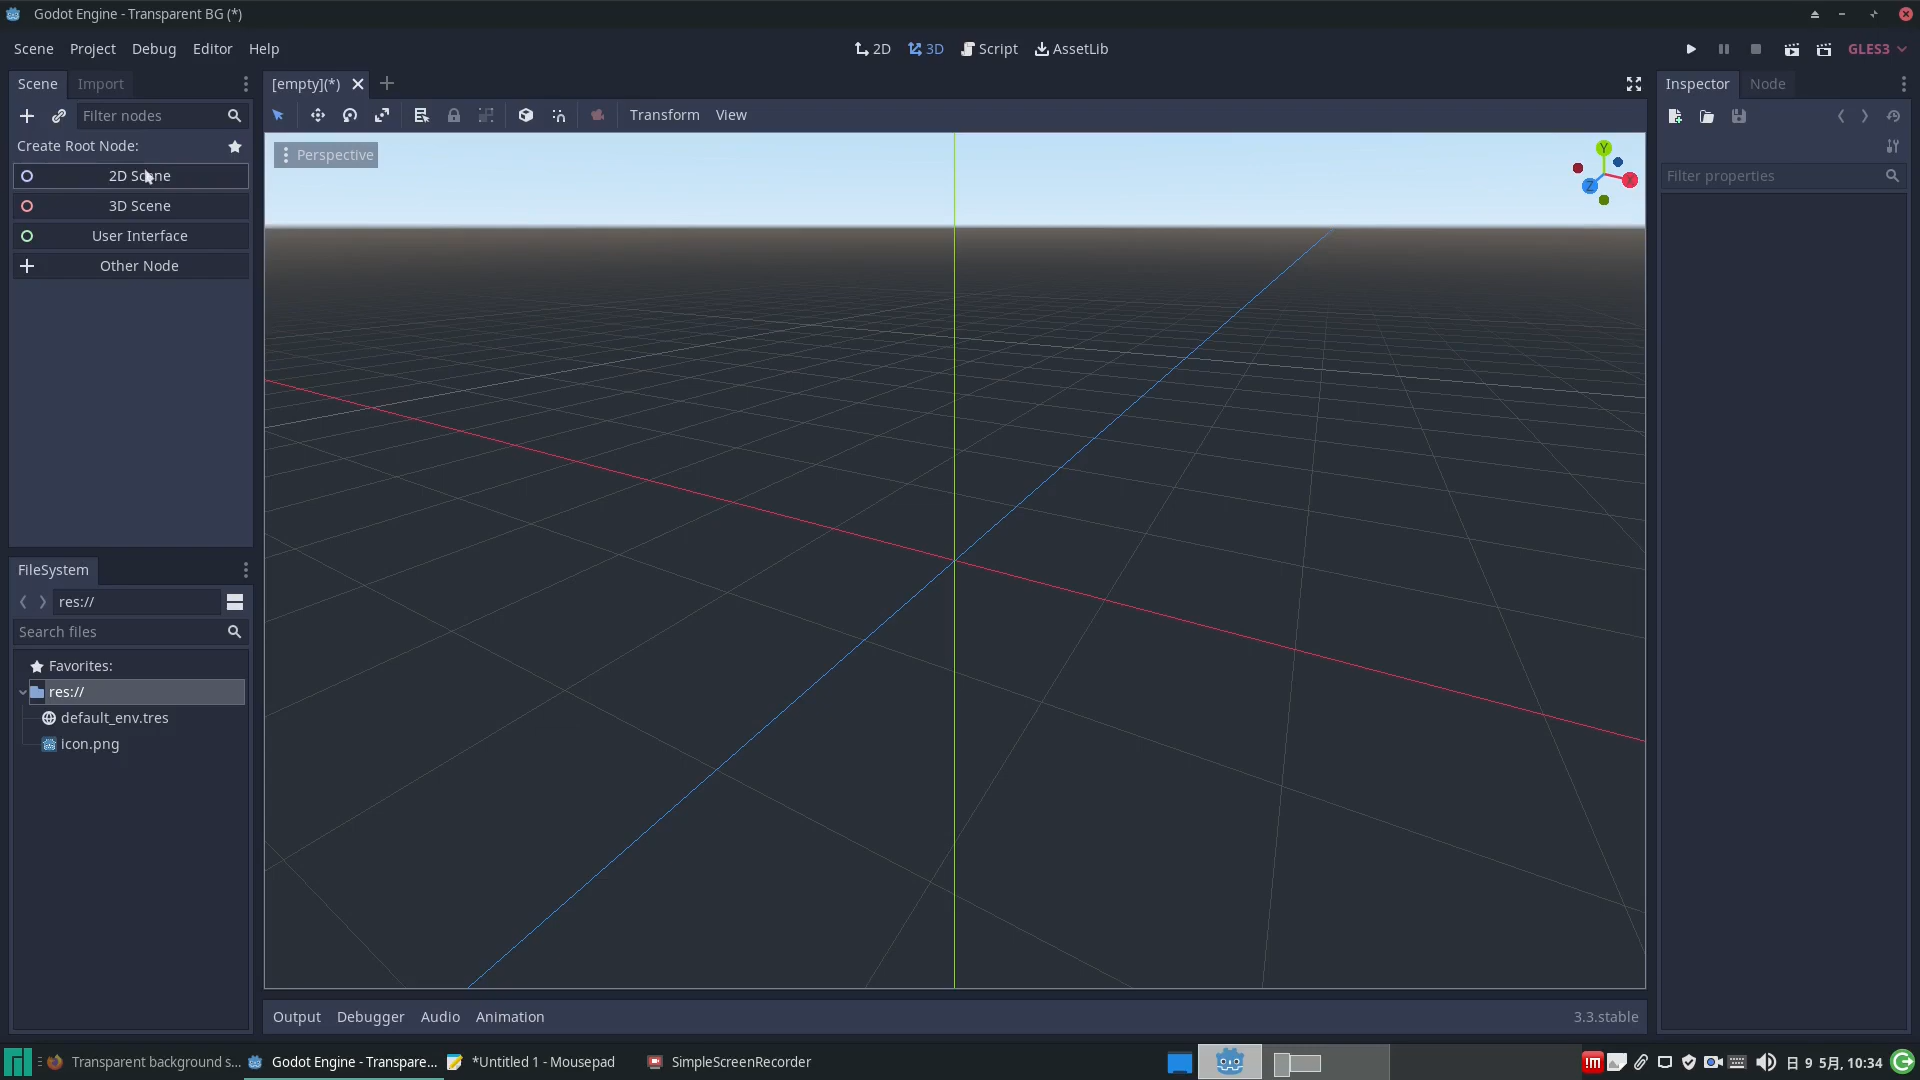 Godot Engine - Transparent BG (*)
Scene Project Debug Editor Help
2D 3D Script AssetLib
GLES3
Scene Import
[empty](*)
Inspector Node
Filter nodes
Transform View
Create Root Node:
Perspective
Y
X
Z
2D Scene
Filter properties
3D Scene
User Interface
Other Node
FileSystem
res://
Search files
Favorites:
res://
default_env.tres
icon.png
Output Debugger Audio Animation
3.3.stable
Transparent background s...
Godot Engine - Transpare...
*Untitled 1 - Mousepad
SimpleScreenRecorder
!m
日 9 5月, 10:34